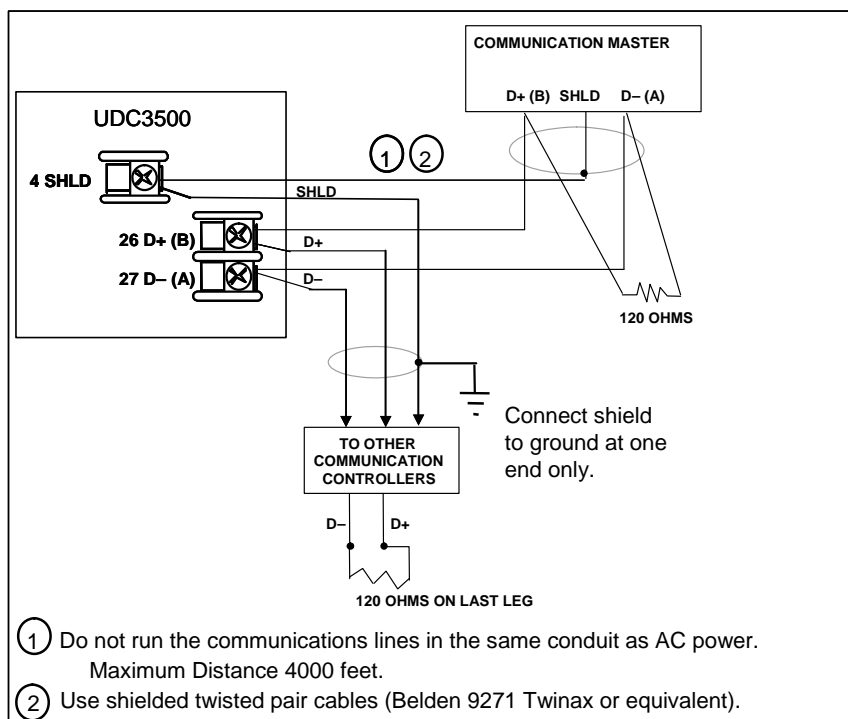 COMMUNICATION MASTER
D+ (B) SHLD D– (A)
UDC3500
1 2
4 SHLD
SHLD
26 D+ (B)
D+
27 D– (A)
D–
120 OHMS
Connect shield
to ground at one
end only.
TO OTHER
COMMUNICATION
CONTROLLERS
D– D+
120 OHMS ON LAST LEG
1 Do not run the communications lines in the same conduit as AC power.
Maximum Distance 4000 feet.
2 Use shielded twisted pair cables (Belden 9271 Twinax or equivalent).